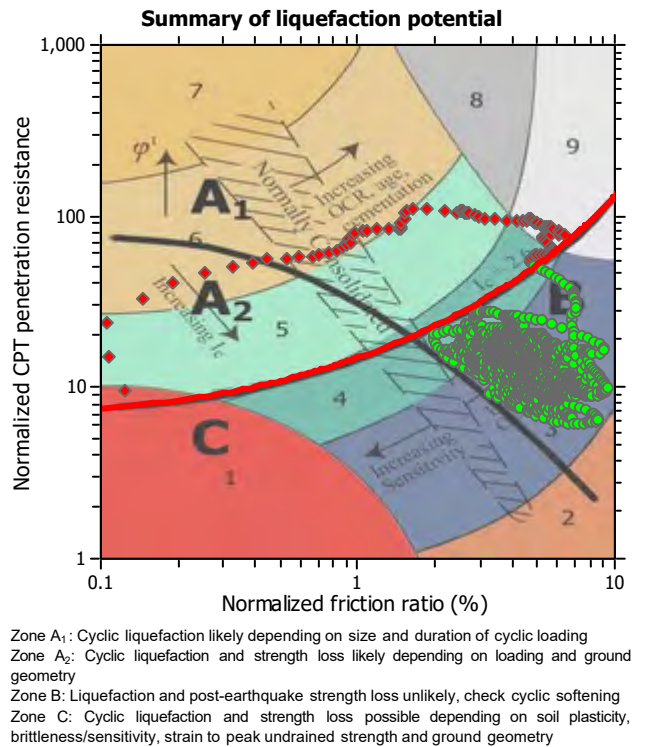 Summary of liquefaction potential
1,000
100
10
1
0.1
1
10
Normalized CPT penetration resistance
Normalized friction ratio (%)
7
8
9
φ'
A1
Increasing
OCR, age,
cementation
Normally Consolidated
6
A2
Increasing Ic
5
B
4
C
1
Increasing
Sensitivity
3
2
Zone A1: Cyclic liquefaction likely depending on size and duration of cyclic loading
Zone A2: Cyclic liquefaction and strength loss likely depending on loading and ground
geometry
Zone B: Liquefaction and post-earthquake strength loss unlikely, check cyclic softening
Zone C: Cyclic liquefaction and strength loss possible depending on soil plasticity,
brittleness/sensitivity, strain to peak undrained strength and ground geometry